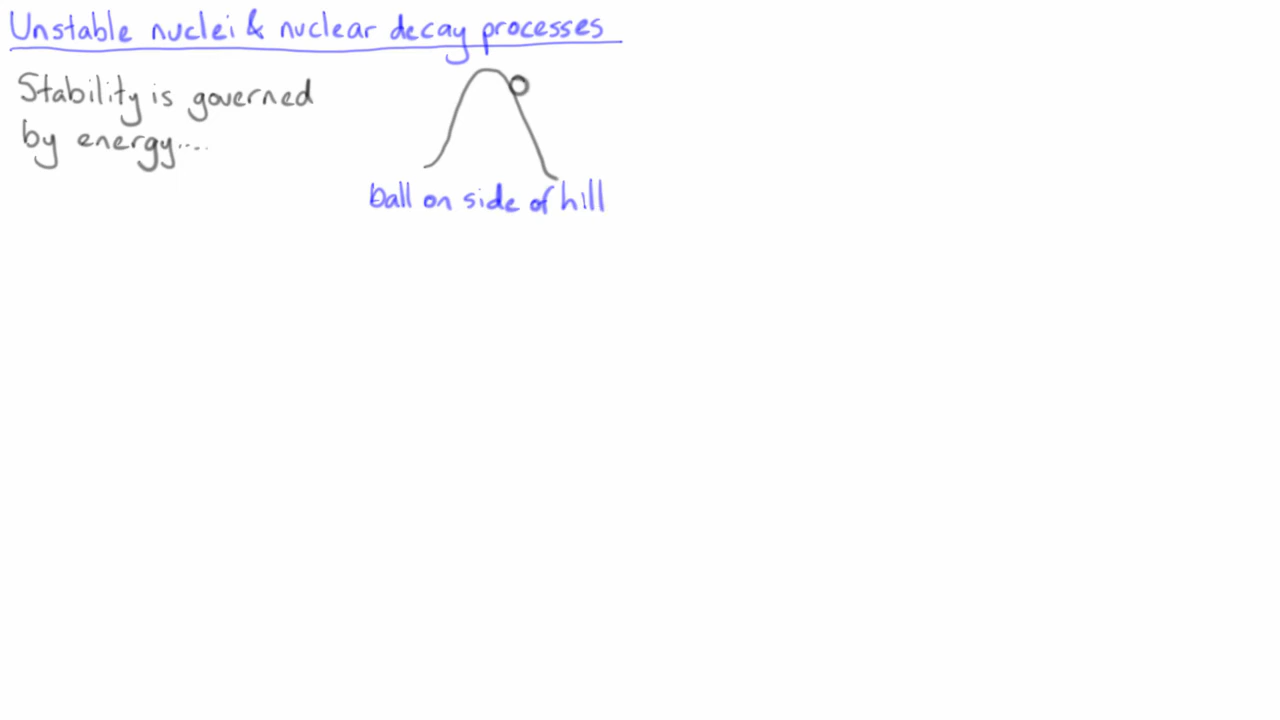 Unstable nuclei & nuclear decay processes
Stability is governed
by energy....
ball on side of hill